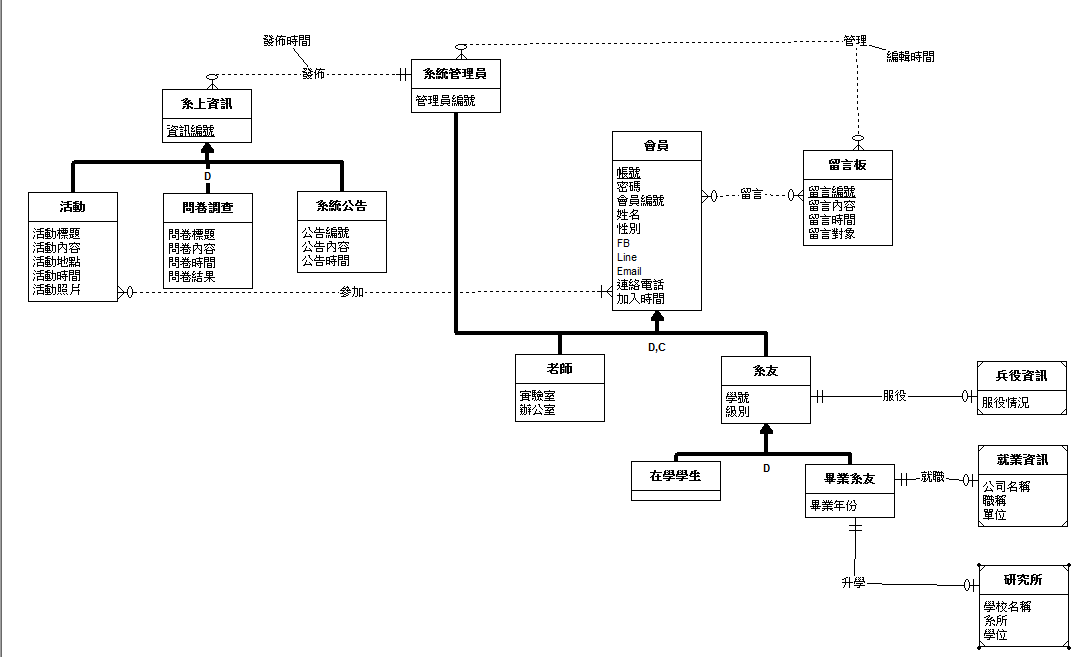 發佈時間
發佈
系統管理員
管理員編號
管理
編輯時間
系上資訊
資訊編號
D
活動
活動標題
活動內容
活動地點
活動時間
活動照片
問卷調查
問卷標題
問卷內容
問卷時間
問卷結果
系統公告
公告編號
公告內容
公告時間
參加
會員
帳號
密碼
會員編號
姓名
性別
FB
Line
Email
連絡電話
加入時間
留言
留言板
留言編號
留言內容
留言時間
留言對象
D,C
老師
實驗室
辦公室
系友
學號
級別
服役
兵役資訊
服役情況
D
在學學生
畢業系友
畢業年份
就職
就業資訊
公司名稱
職稱
單位
升學
研究所
學校名稱
系所
學位